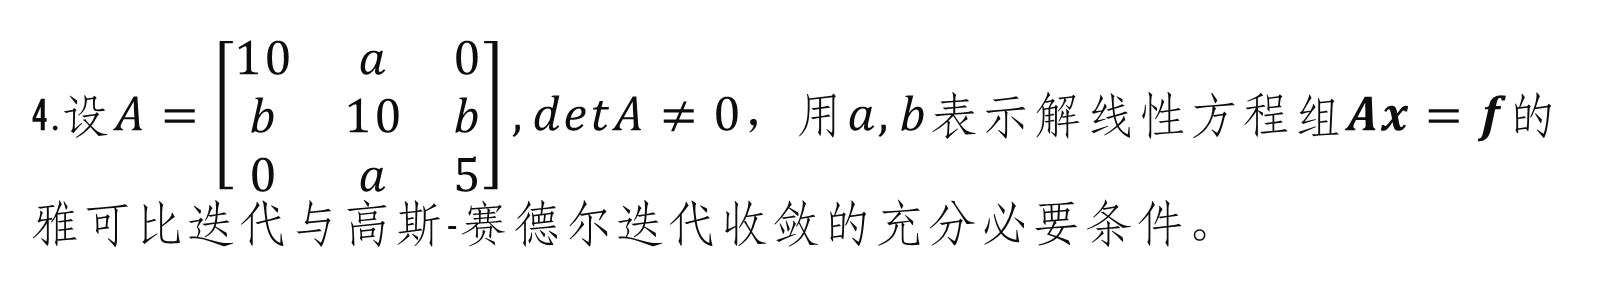 4.设A = [10 a 0; b 10 b; 0 a 5], detA ≠ 0，用a, b表示解线性方程组Ax = f的
雅可比迭代与高斯-赛德尔迭代收敛的充分必要条件。